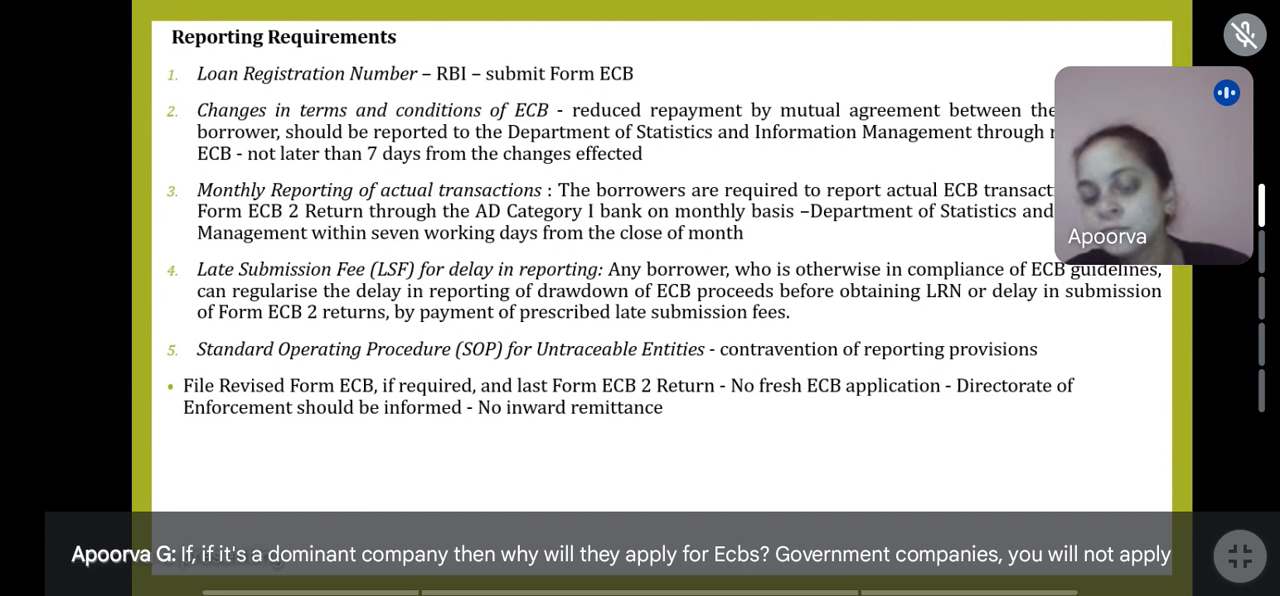 Reporting Requirements
1. Loan Registration Number – RBI – submit Form ECB
2. Changes in terms and conditions of ECB - reduced repayment by mutual agreement between the
borrower, should be reported to the Department of Statistics and Information Management through
ECB - not later than 7 days from the changes effected
3. Monthly Reporting of actual transactions : The borrowers are required to report actual ECB
Form ECB 2 Return through the AD Category I bank on monthly basis –Department of Statistics and
Management within seven working days from the close of month
Apoorva
4. Late Submission Fee (LSF) for delay in reporting: Any borrower, who is otherwise in compliance of ECB guidelines,
can regularise the delay in reporting of drawdown of ECB proceeds before obtaining LRN or delay in submission
of Form ECB 2 returns, by payment of prescribed late submission fees.
5. Standard Operating Procedure (SOP) for Untraceable Entities - contravention of reporting provisions
• File Revised Form ECB, if required, and last Form ECB 2 Return - No fresh ECB application - Directorate of
Enforcement should be informed - No inward remittance
Apoorva G: If, if it's a dominant company then why will they apply for Ecbs? Government companies, you will not apply